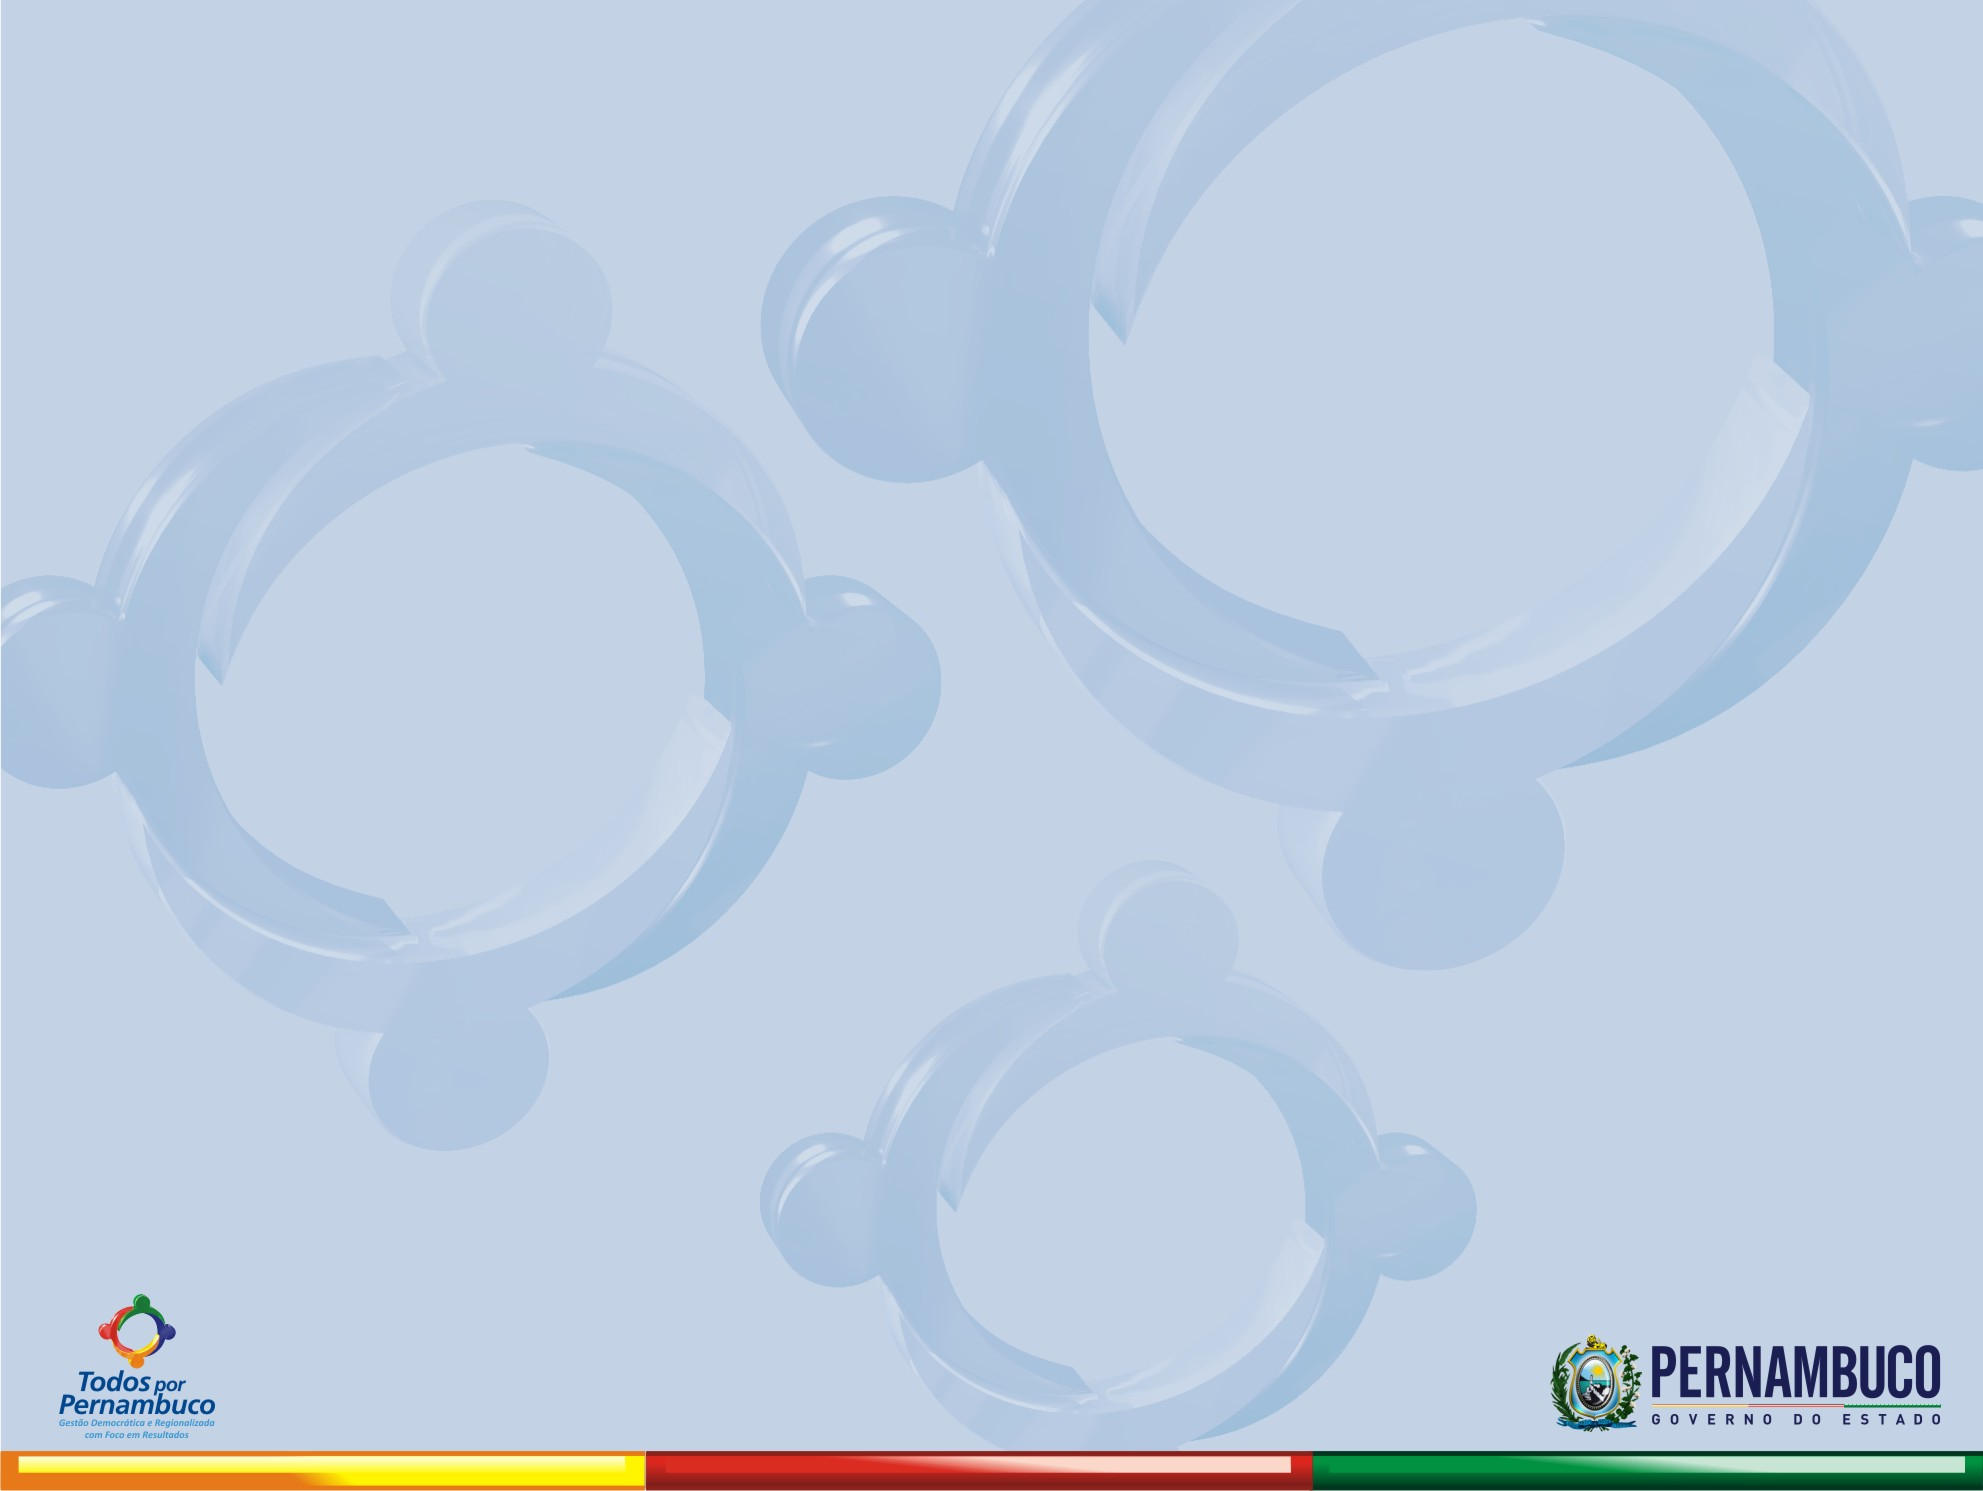 Todos por
Pernambuco
Gestão Democrática e Regionalizada
com Foco em Resultados
PERNAMBUCO
GOVERNO DO ESTADO